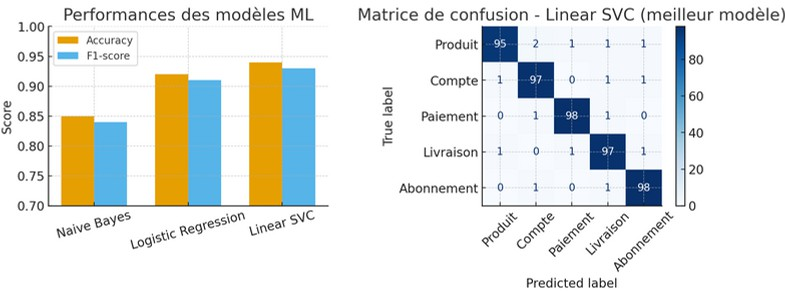 Performances des modèles ML
Score
1.00
0.95
0.90
0.85
0.80
0.75
0.70
Accuracy
F1-score
Naive Bayes
Logistic Regression
Linear SVC
Matrice de confusion - Linear SVC (meilleur modèle)
True label
Produit 95 2 1 1 1
Compte 1 97 0 1 1
Paiement 0 1 98 1 0
Livraison 1 0 1 97 1
Abonnement 0 1 0 1 98
Produit
Compte
Paiement
Livraison
Abonnement
Predicted label
80
60
40
20
0